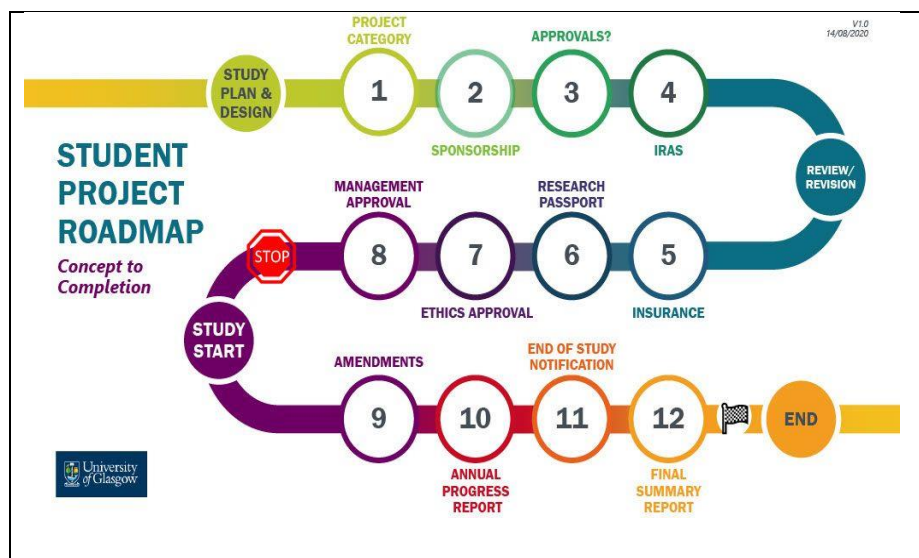 V1.0
14/08/2020
STUDENT
PROJECT
ROADMAP
Concept to
Completion
STUDY
PLAN &
DESIGN
PROJECT
CATEGORY
1
2
SPONSORSHIP
APPROVALS?
3
4
IRAS
REVIEW/
REVISION
5
INSURANCE
RESEARCH
PASSPORT
6
7
ETHICS APPROVAL
MANAGEMENT
APPROVAL
8
STOP
STUDY
START
AMENDMENTS
9
10
ANNUAL
PROGRESS
REPORT
END OF STUDY
NOTIFICATION
11
12
FINAL
SUMMARY
REPORT
END
University
of Glasgow